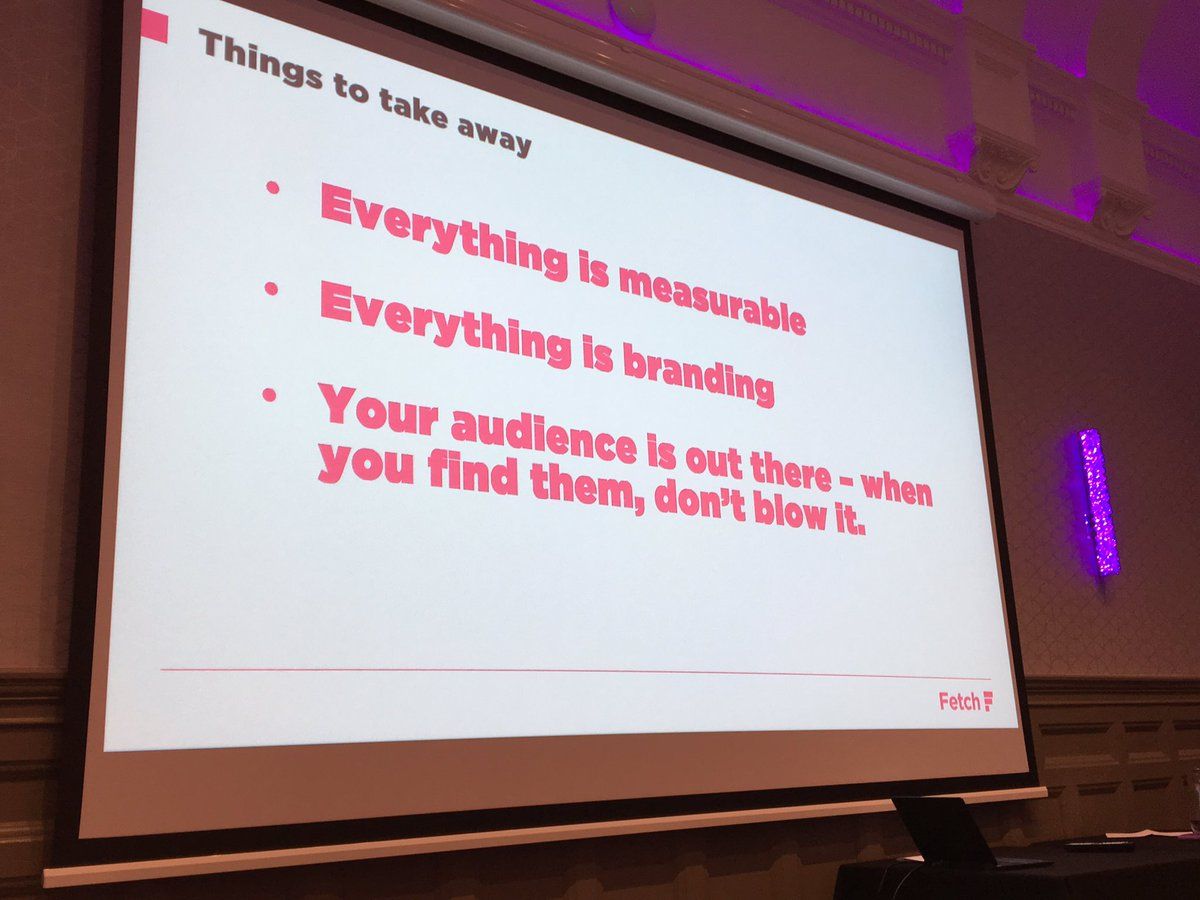 Things to take away
• Everything is measurable
• Everything is branding
• Your audience is out there – when
you find them, don't blow it.
Fetch